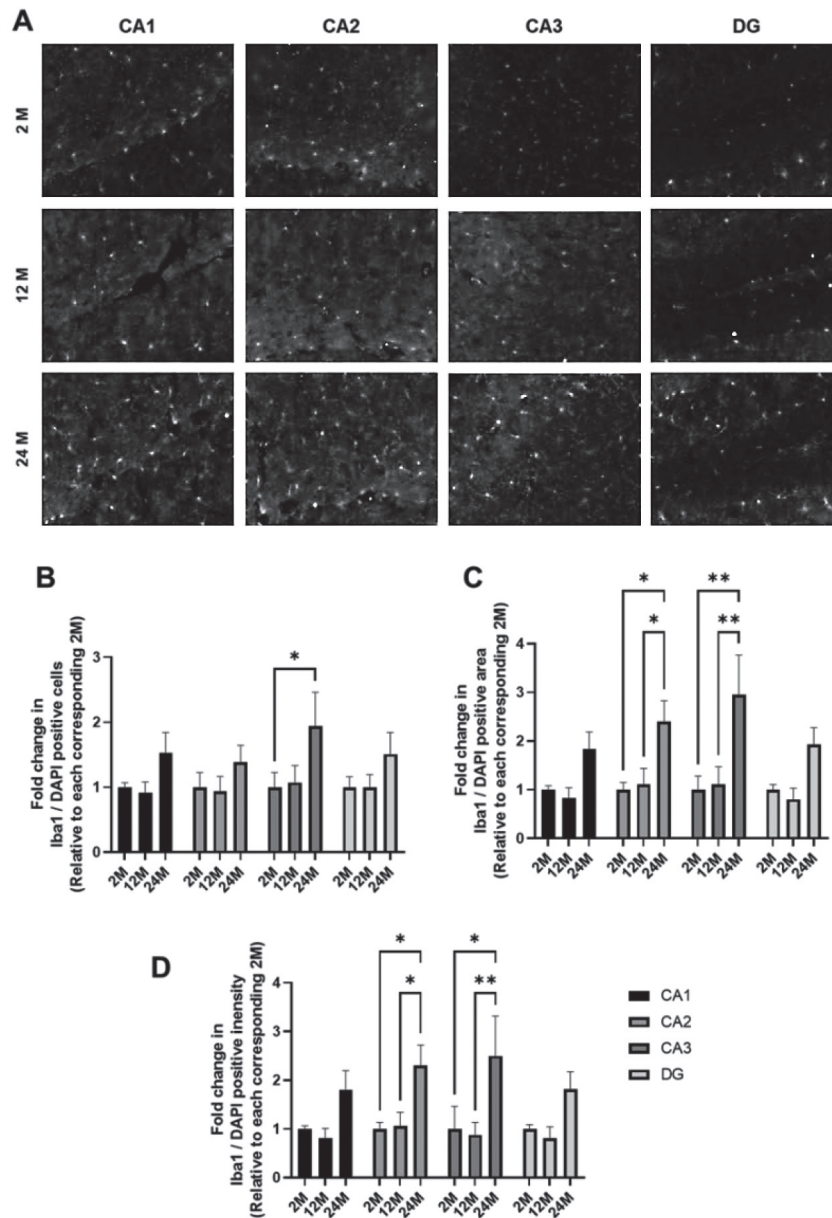 A
CA1 CA2 CA3 DG
2 M
12 M
24 M
B
Fold change in
Iba1 / DAPI positive cells
(Relative to each corresponding 2M)
3
2
1
0
*
2M 12M 24M 2M 12M 24M 2M 12M 24M 2M 12M 24M
C
Fold change in
Iba1 / DAPI positive area
(Relative to each corresponding 2M)
4
3
2
1
0
* **
* **
2M 12M 24M 2M 12M 24M 2M 12M 24M 2M 12M 24M
D
Fold change in
Iba1 / DAPI positive inensity
(Relative to each corresponding 2M)
4
3
2
1
0
* *
* **
2M 12M 24M 2M 12M 24M 2M 12M 24M 2M 12M 24M
CA1
CA2
CA3
DG